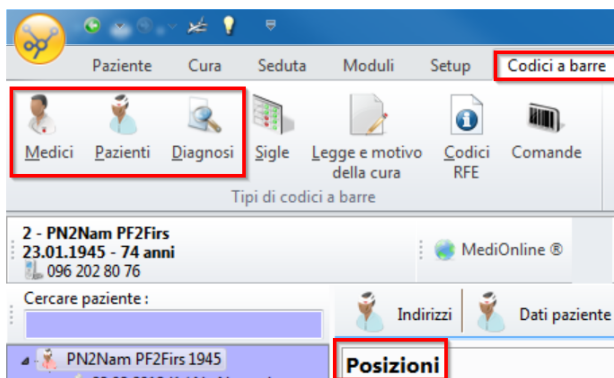 Paziente Cura Seduta Moduli Setup Codici a barre
Medici Pazienti Diagnosi Sigle Legge e motivo della cura Codici RFE Comande
Tipi di codici a barre
2 - PN2Nam PF2Firs
23.01.1945 - 74 anni
096 202 80 76
MediOnline ®
Cercare paziente :
Indirizzi Dati paziente
PN2Nam PF2Firs 1945
Posizioni